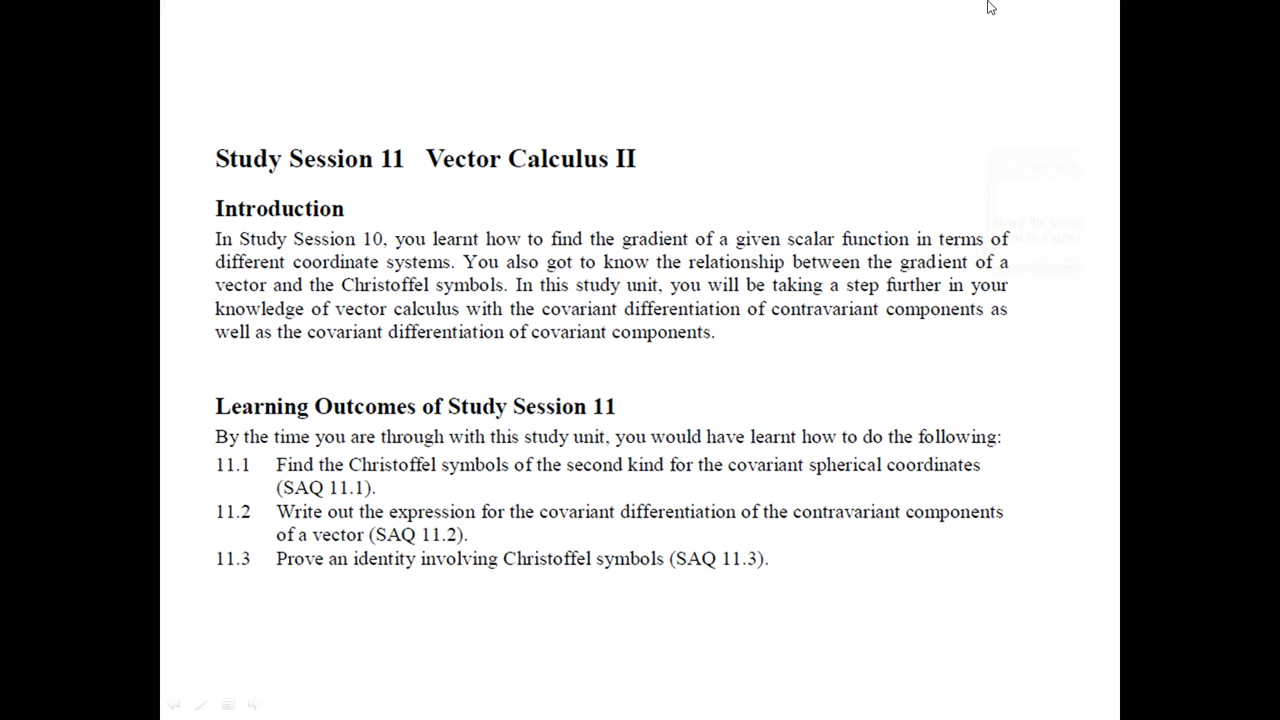 Study Session 11 Vector Calculus II
Introduction
In Study Session 10, you learnt how to find the gradient of a given scalar function in terms of
different coordinate systems. You also got to know the relationship between the gradient of a
vector and the Christoffel symbols. In this study unit, you will be taking a step further in your
knowledge of vector calculus with the covariant differentiation of contravariant components as
well as the covariant differentiation of covariant components.
Learning Outcomes of Study Session 11
By the time you are through with this study unit, you would have learnt how to do the following:
11.1 Find the Christoffel symbols of the second kind for the covariant spherical coordinates
(SAQ 11.1).
11.2 Write out the expression for the covariant differentiation of the contravariant components
of a vector (SAQ 11.2).
11.3 Prove an identity involving Christoffel symbols (SAQ 11.3).